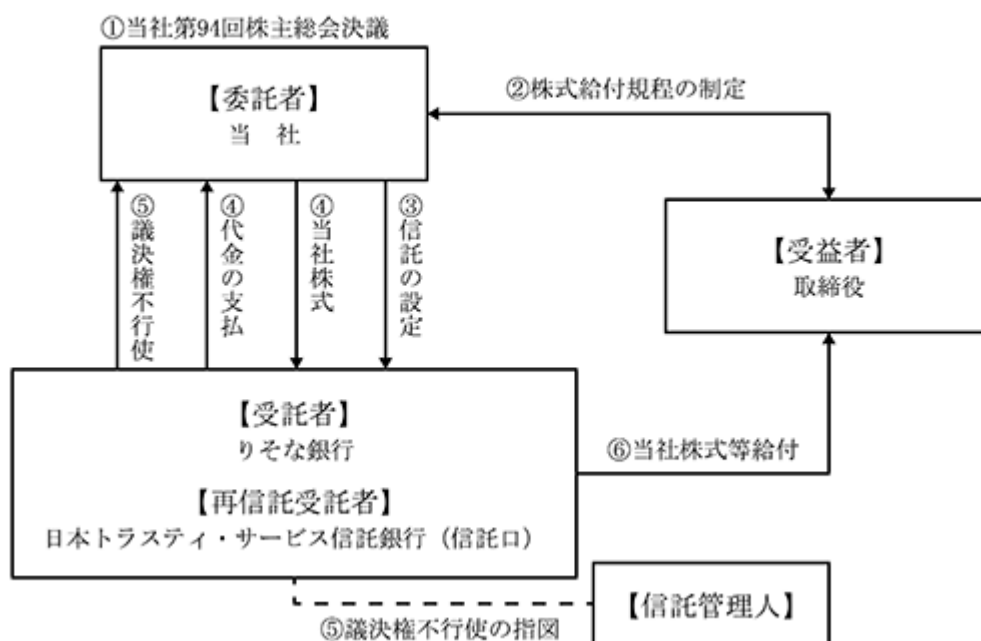 ①当社第94回株主総会決議
【委託者】
当　社
②株式給付規程の制定
⑤議決権不行使
④代金の支払
④当社株式
③信託の設定
【受益者】
取締役
【受託者】
りそな銀行
【再信託受託者】
日本トラスティ・サービス信託銀行（信託口）
⑥当社株式等給付
【信託管理人】
⑤議決権不行使の指図